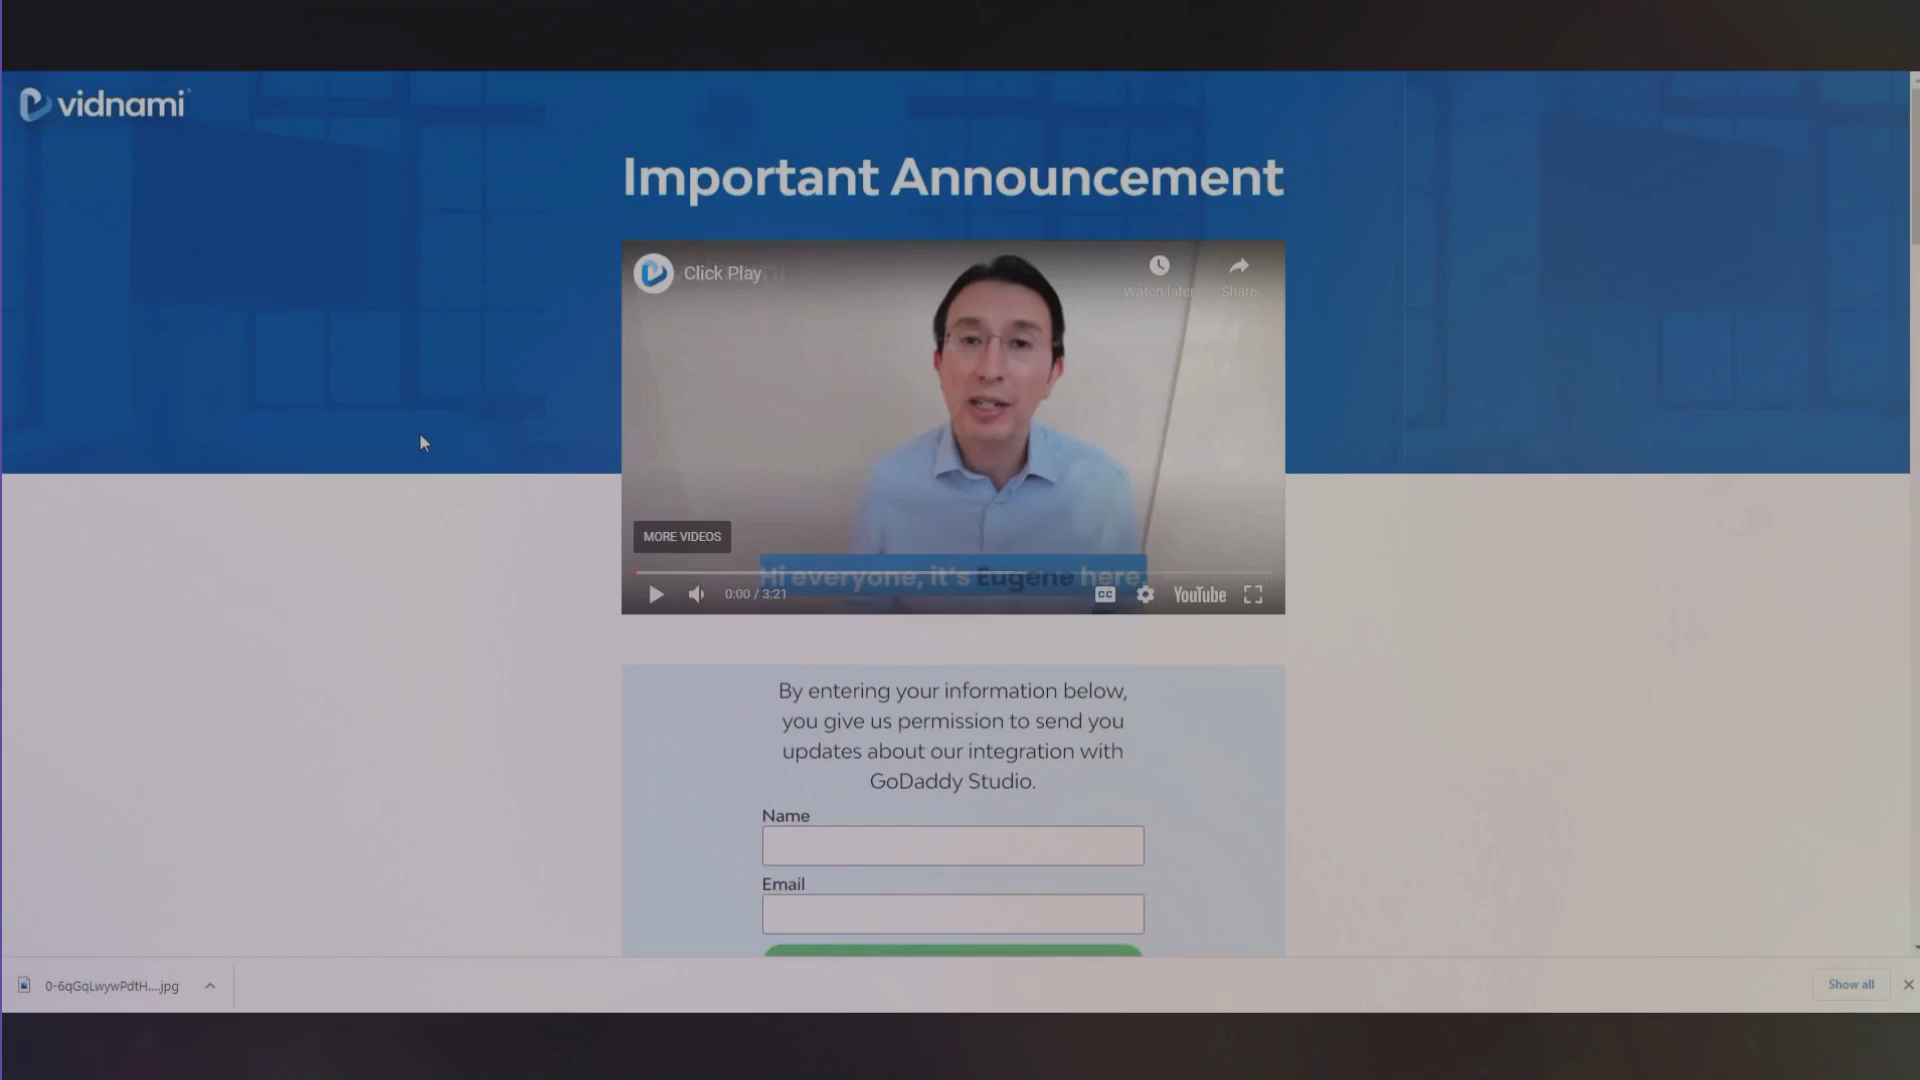 vidnami
Important Announcement
Click Play
Watch later
Share
MORE VIDEOS
Hi everyone, it's Eugene here.
0:00 / 3:21
CC
YouTube
By entering your information below,
you give us permission to send you
updates about our integration with
GoDaddy Studio.
Name
Email
0-6qGqLwywPdtH....jpg
Show all